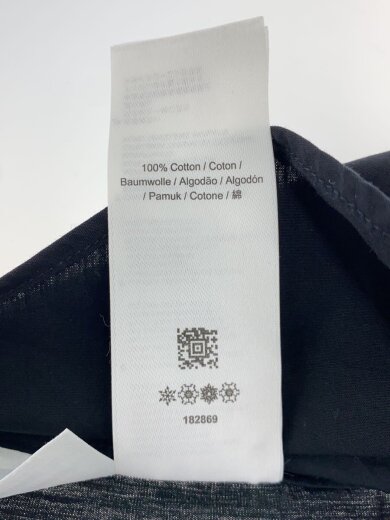 100% Cotton / Coton /
Baumwolle / Algodão / Algodón
/ Pamuk / Cotone / 綿
182869